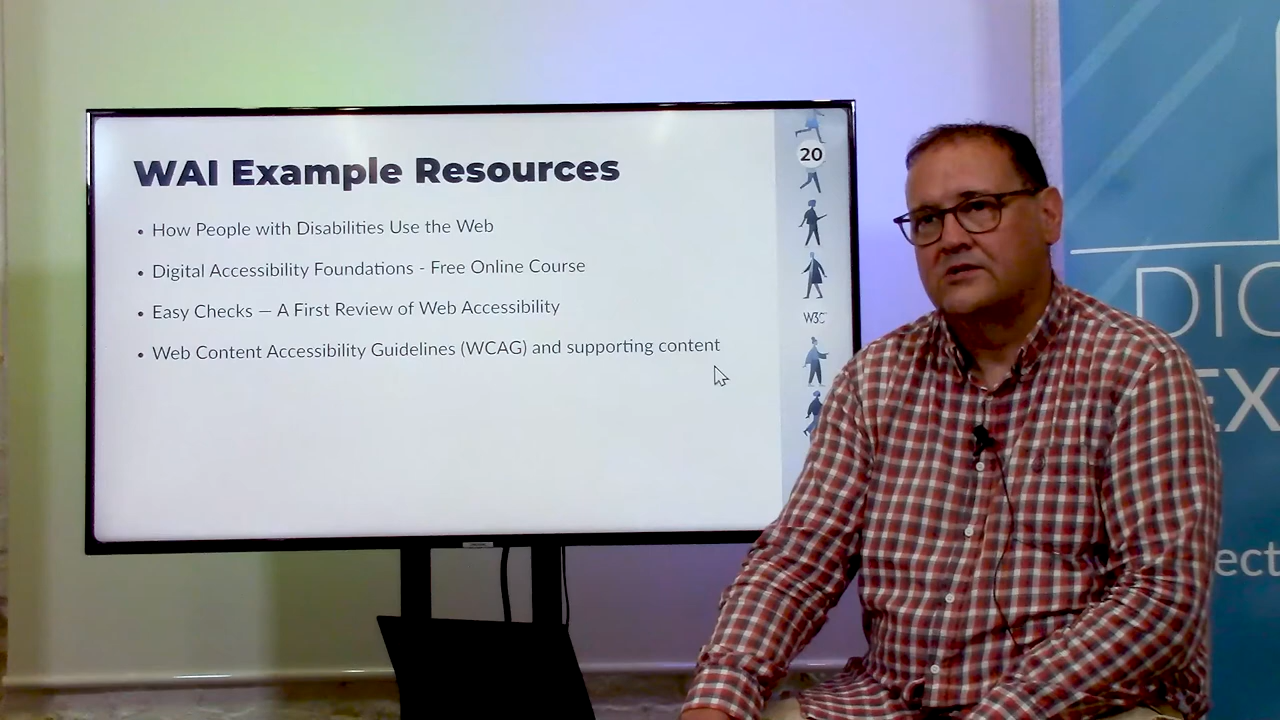 WAI Example Resources
20
• How People with Disabilities Use the Web
• Digital Accessibility Foundations - Free Online Course
• Easy Checks – A First Review of Web Accessibility
W3C
• Web Content Accessibility Guidelines (WCAG) and supporting content
DIG
EX
ect